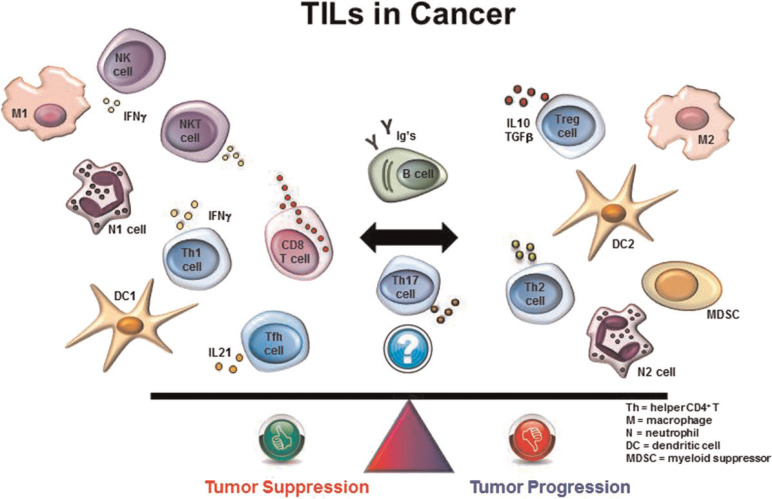 TILs in Cancer
NK
cell
M1
IFNγ
NKT
cell
N1 cell
IFNγ
Th1
cell
CD8
T cell
DC1
IL21
Tfh
cell
Ig's
B cell
Th17
cell
?
IL10
TGFβ
Treg
cell
M2
DC2
Th2
cell
MDSC
N2 cell
Th = helper CD4⁺ T
M = macrophage
N = neutrophil
DC = dendritic cell
MDSC = myeloid suppressor
Tumor Suppression
Tumor Progression